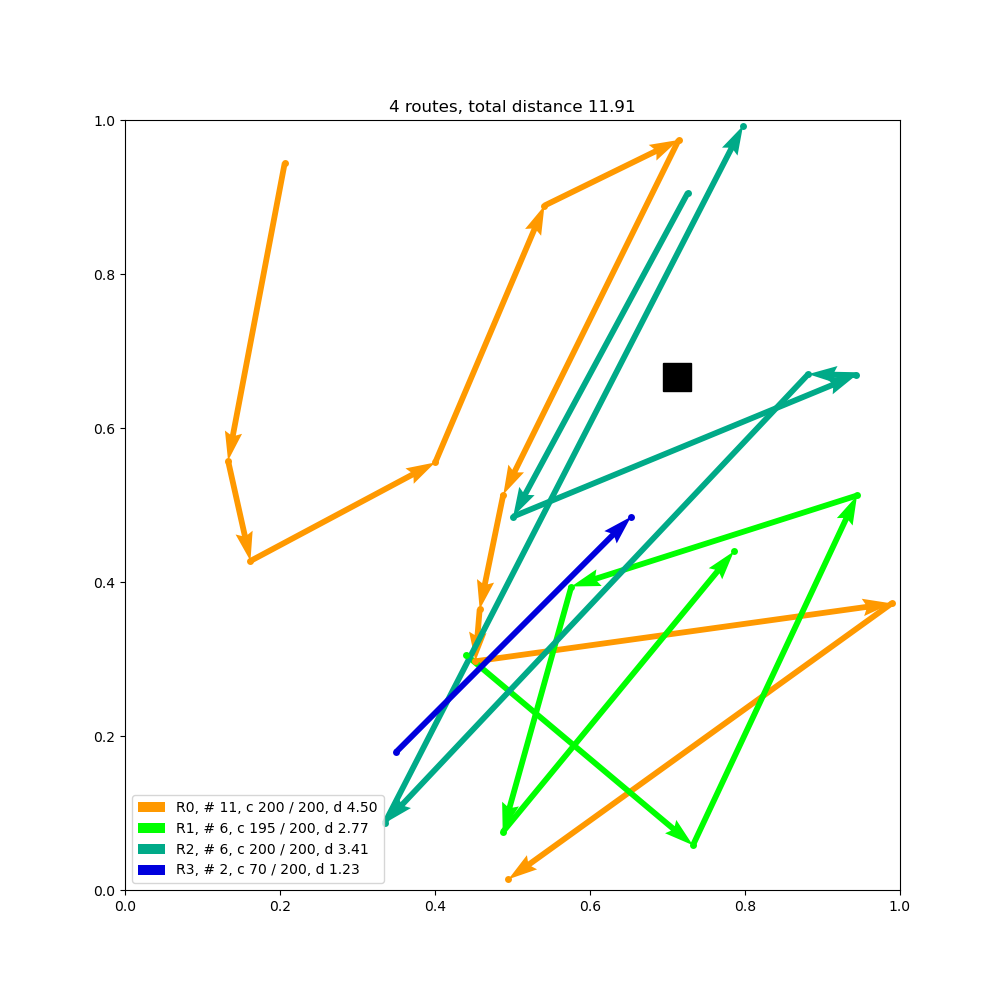 4 routes, total distance 11.91
1.0
0.8
0.6
0.4
0.2
0.0
R0, # 11, c 200 / 200, d 4.50
R1, # 6, c 195 / 200, d 2.77
R2, # 6, c 200 / 200, d 3.41
R3, # 2, c 70 / 200, d 1.23
0.0 0.2 0.4 0.6 0.8 1.0